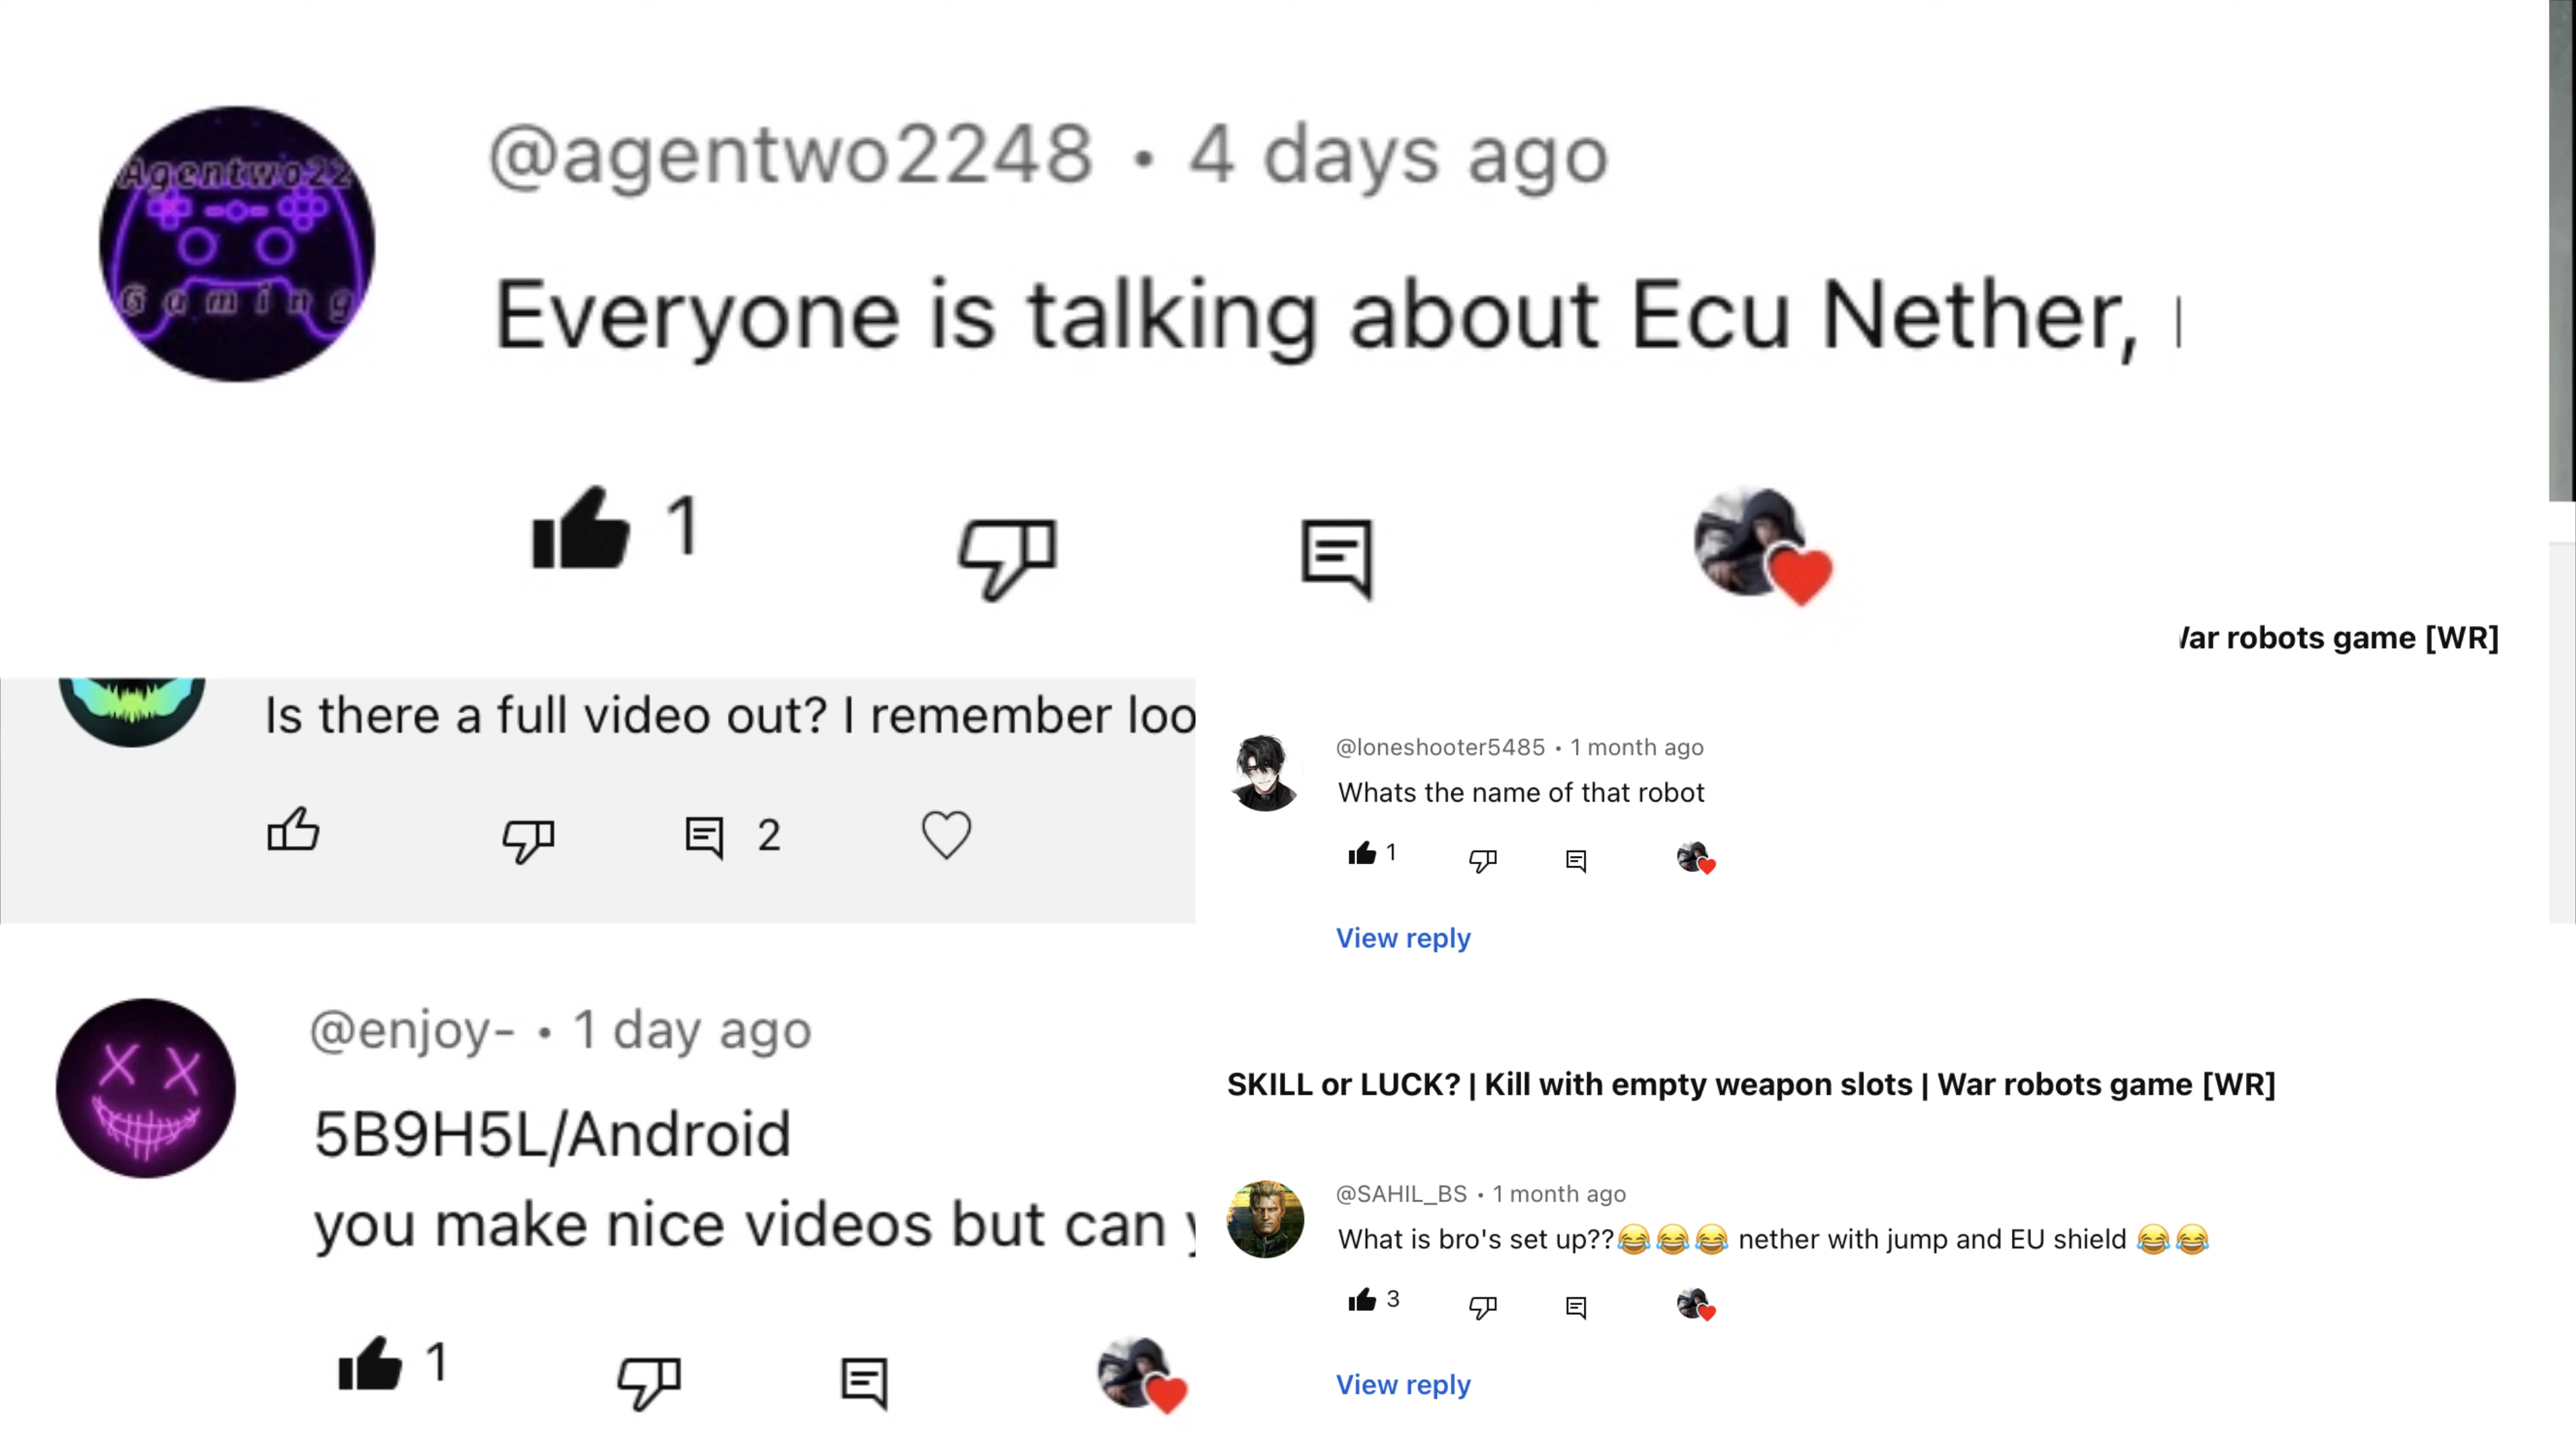 Agentwo22
Gaming
@agentwo2248 • 4 days ago
Everyone is talking about Ecu Nether,
1
War robots game [WR]
Is there a full video out? I remember loo
2
@loneshooter5485 • 1 month ago
Whats the name of that robot
1
View reply
@enjoy- • 1 day ago
5B9H5L/Android
you make nice videos but can
1
SKILL or LUCK? | Kill with empty weapon slots | War robots game [WR]
@SAHIL_BS • 1 month ago
What is bro's set up??😂😂😂 nether with jump and EU shield 😂😂
3
View reply